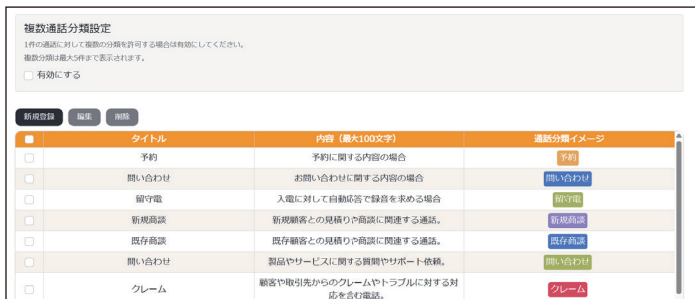 複数通話分類設定
1件の通話に対して複数の分類を許可する場合は有効にしてください。
複数分類は最大5件まで表示されます。
有効にする
新規登録 編集 削除
タイトル 内容（最大100文字） 通話分類イメージ
予約 予約に関する内容の場合 予約
問い合わせ お問い合わせに関する内容の場合 問い合わせ
留守電 入電に対して自動応答で録音を求める場合 留守電
新規商談 新規顧客との見積りや商談に関連する通話。 新規商談
既存商談 既存顧客との見積りや商談に関連する通話。 既存商談
問い合わせ 製品やサービスに関する質問やサポート依頼。 問い合わせ
クレーム 顧客や取引先からのクレームやトラブルに対する対 クレーム
応を含む電話。